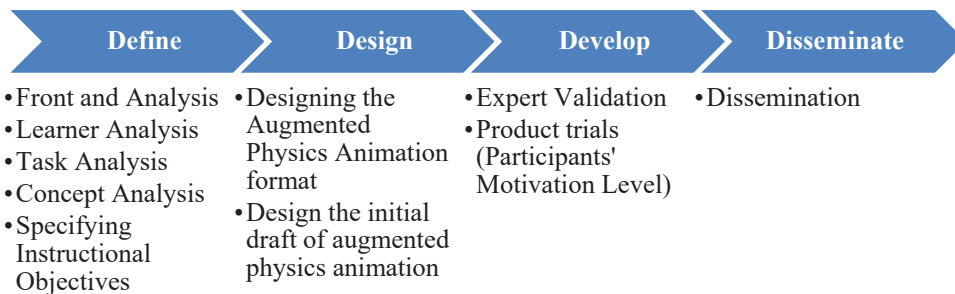 Define
•Front and Analysis
•Learner Analysis
•Task Analysis
•Concept Analysis
•Specifying
Instructional
Objectives
Design
•Designing the
Augmented
Physics Animation
format
•Design the initial
draft of augmented
physics animation
Develop
•Expert Validation
•Product trials
(Participants'
Motivation Level)
Disseminate
•Dissemination